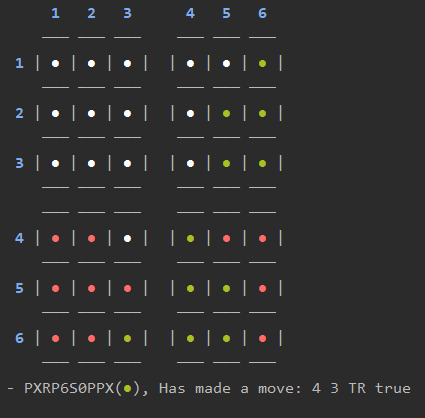 1 2 3 4 5 6
1 | ● | ● | ● | | ● | ● | ● |
2 | ● | ● | ● | | ● | ● | ● |
3 | ● | ● | ● | | ● | ● | ● |
4 | ● | ● | ● | | ● | ● | ● |
5 | ● | ● | ● | | ● | ● | ● |
6 | ● | ● | ● | | ● | ● | ● |
- PXRP6S0PPX(●), Has made a move: 4 3 TR true